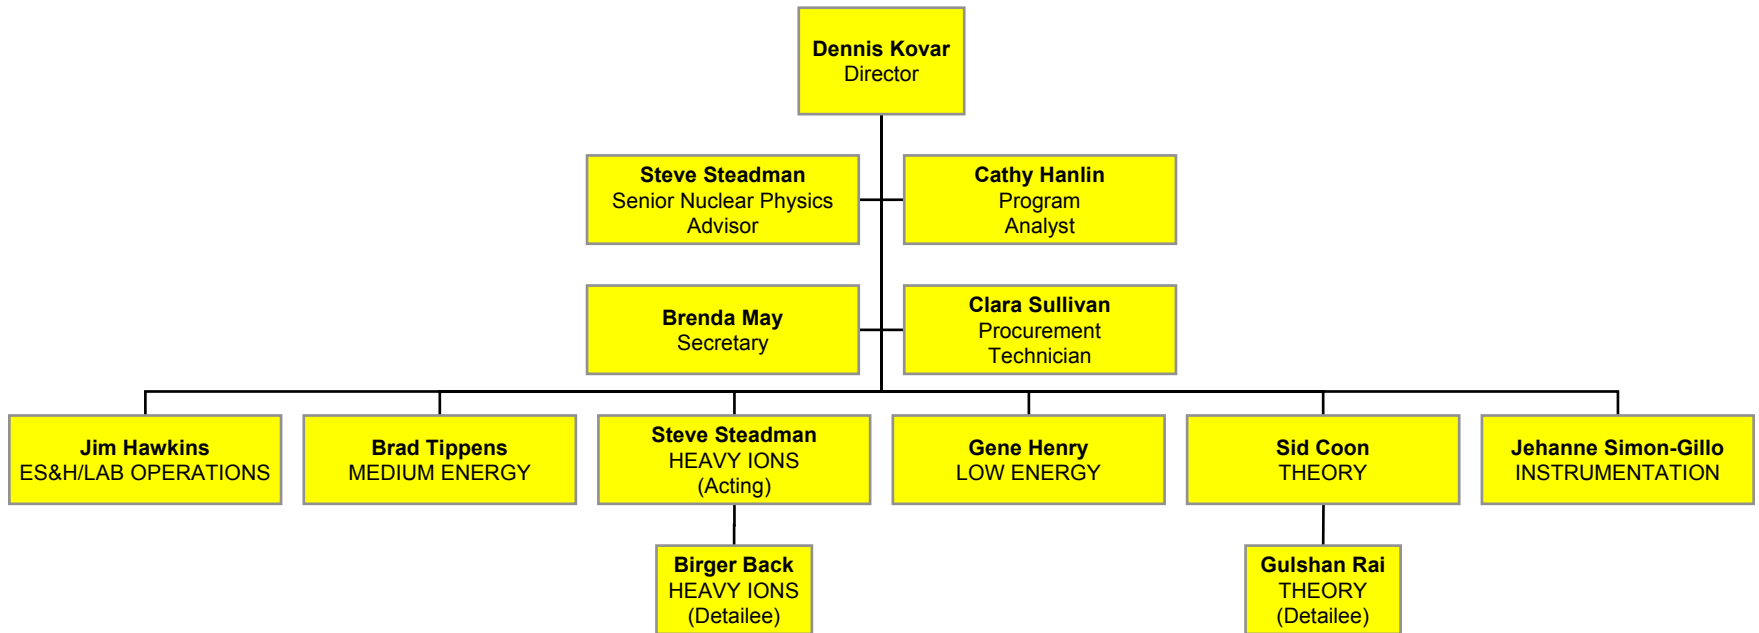 Dennis Kovar
Director
Steve Steadman
Senior Nuclear Physics
Advisor
Cathy Hanlin
Program
Analyst
Brenda May
Secretary
Clara Sullivan
Procurement
Technician
Jim Hawkins
ES&H/LAB OPERATIONS
Brad Tippens
MEDIUM ENERGY
Steve Steadman
HEAVY IONS
(Acting)
Gene Henry
LOW ENERGY
Sid Coon
THEORY
Jehanne Simon-Gillo
INSTRUMENTATION
Birger Back
HEAVY IONS
(Detailee)
Gulshan Rai
THEORY
(Detailee)